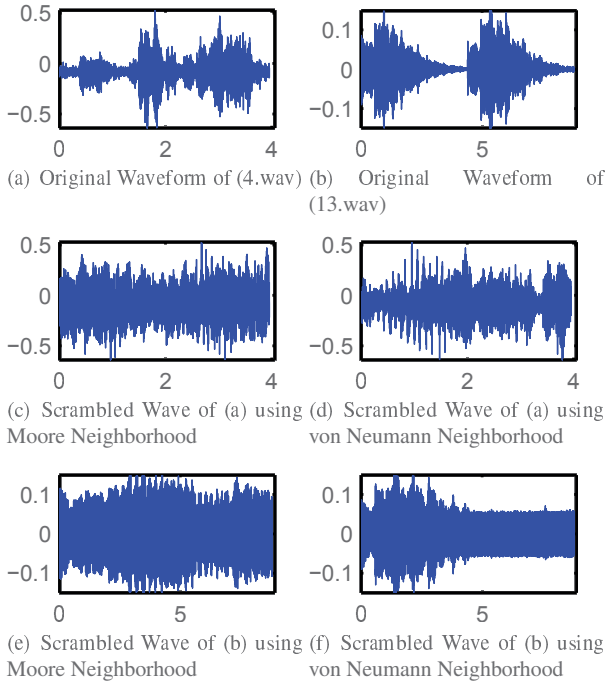 0.5
0
−0.5
0 2 4
(a) Original Waveform of (4.wav)
0.1
0
−0.1
0 5
(b) Original Waveform of
(13.wav)
0.5
0
−0.5
0 2 4
(c) Scrambled Wave of (a) using
Moore Neighborhood
0.5
0
−0.5
0 2 4
(d) Scrambled Wave of (a) using
von Neumann Neighborhood
0.1
0
−0.1
0 5
(e) Scrambled Wave of (b) using
Moore Neighborhood
0.1
0
−0.1
0 5
(f) Scrambled Wave of (b) using
von Neumann Neighborhood